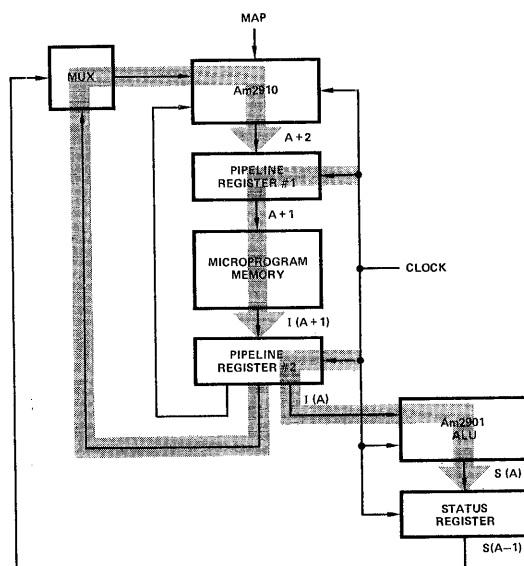 MAP
MUX
Am2910
A+2
PIPELINE
REGISTER #1
A+1
MICROPROGRAM
MEMORY
CLOCK
I (A+1)
PIPELINE
REGISTER #2
I (A)
Am2901
ALU
S (A)
STATUS
REGISTER
S(A−1)